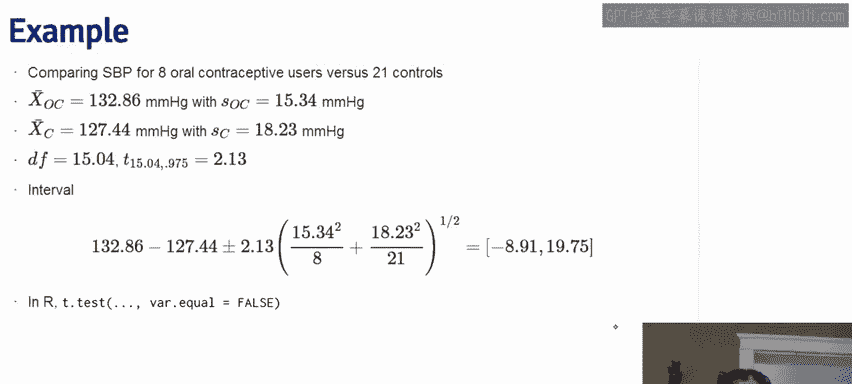 GPT中英字幕课程资源@bilibili.com
Example
· Comparing SBP for 8 oral contraceptive users versus 21 controls
· X̄_OC = 132.86 mmHg with s_OC = 15.34 mmHg
· X̄_C = 127.44 mmHg with s_C = 18.23 mmHg
· df = 15.04, t_15.04,.975 = 2.13
· Interval
132.86 − 127.44 ± 2.13 (15.34²/8 + 18.23²/21)^1/2 = [−8.91, 19.75]
· In R, t.test(..., var.equal = FALSE)